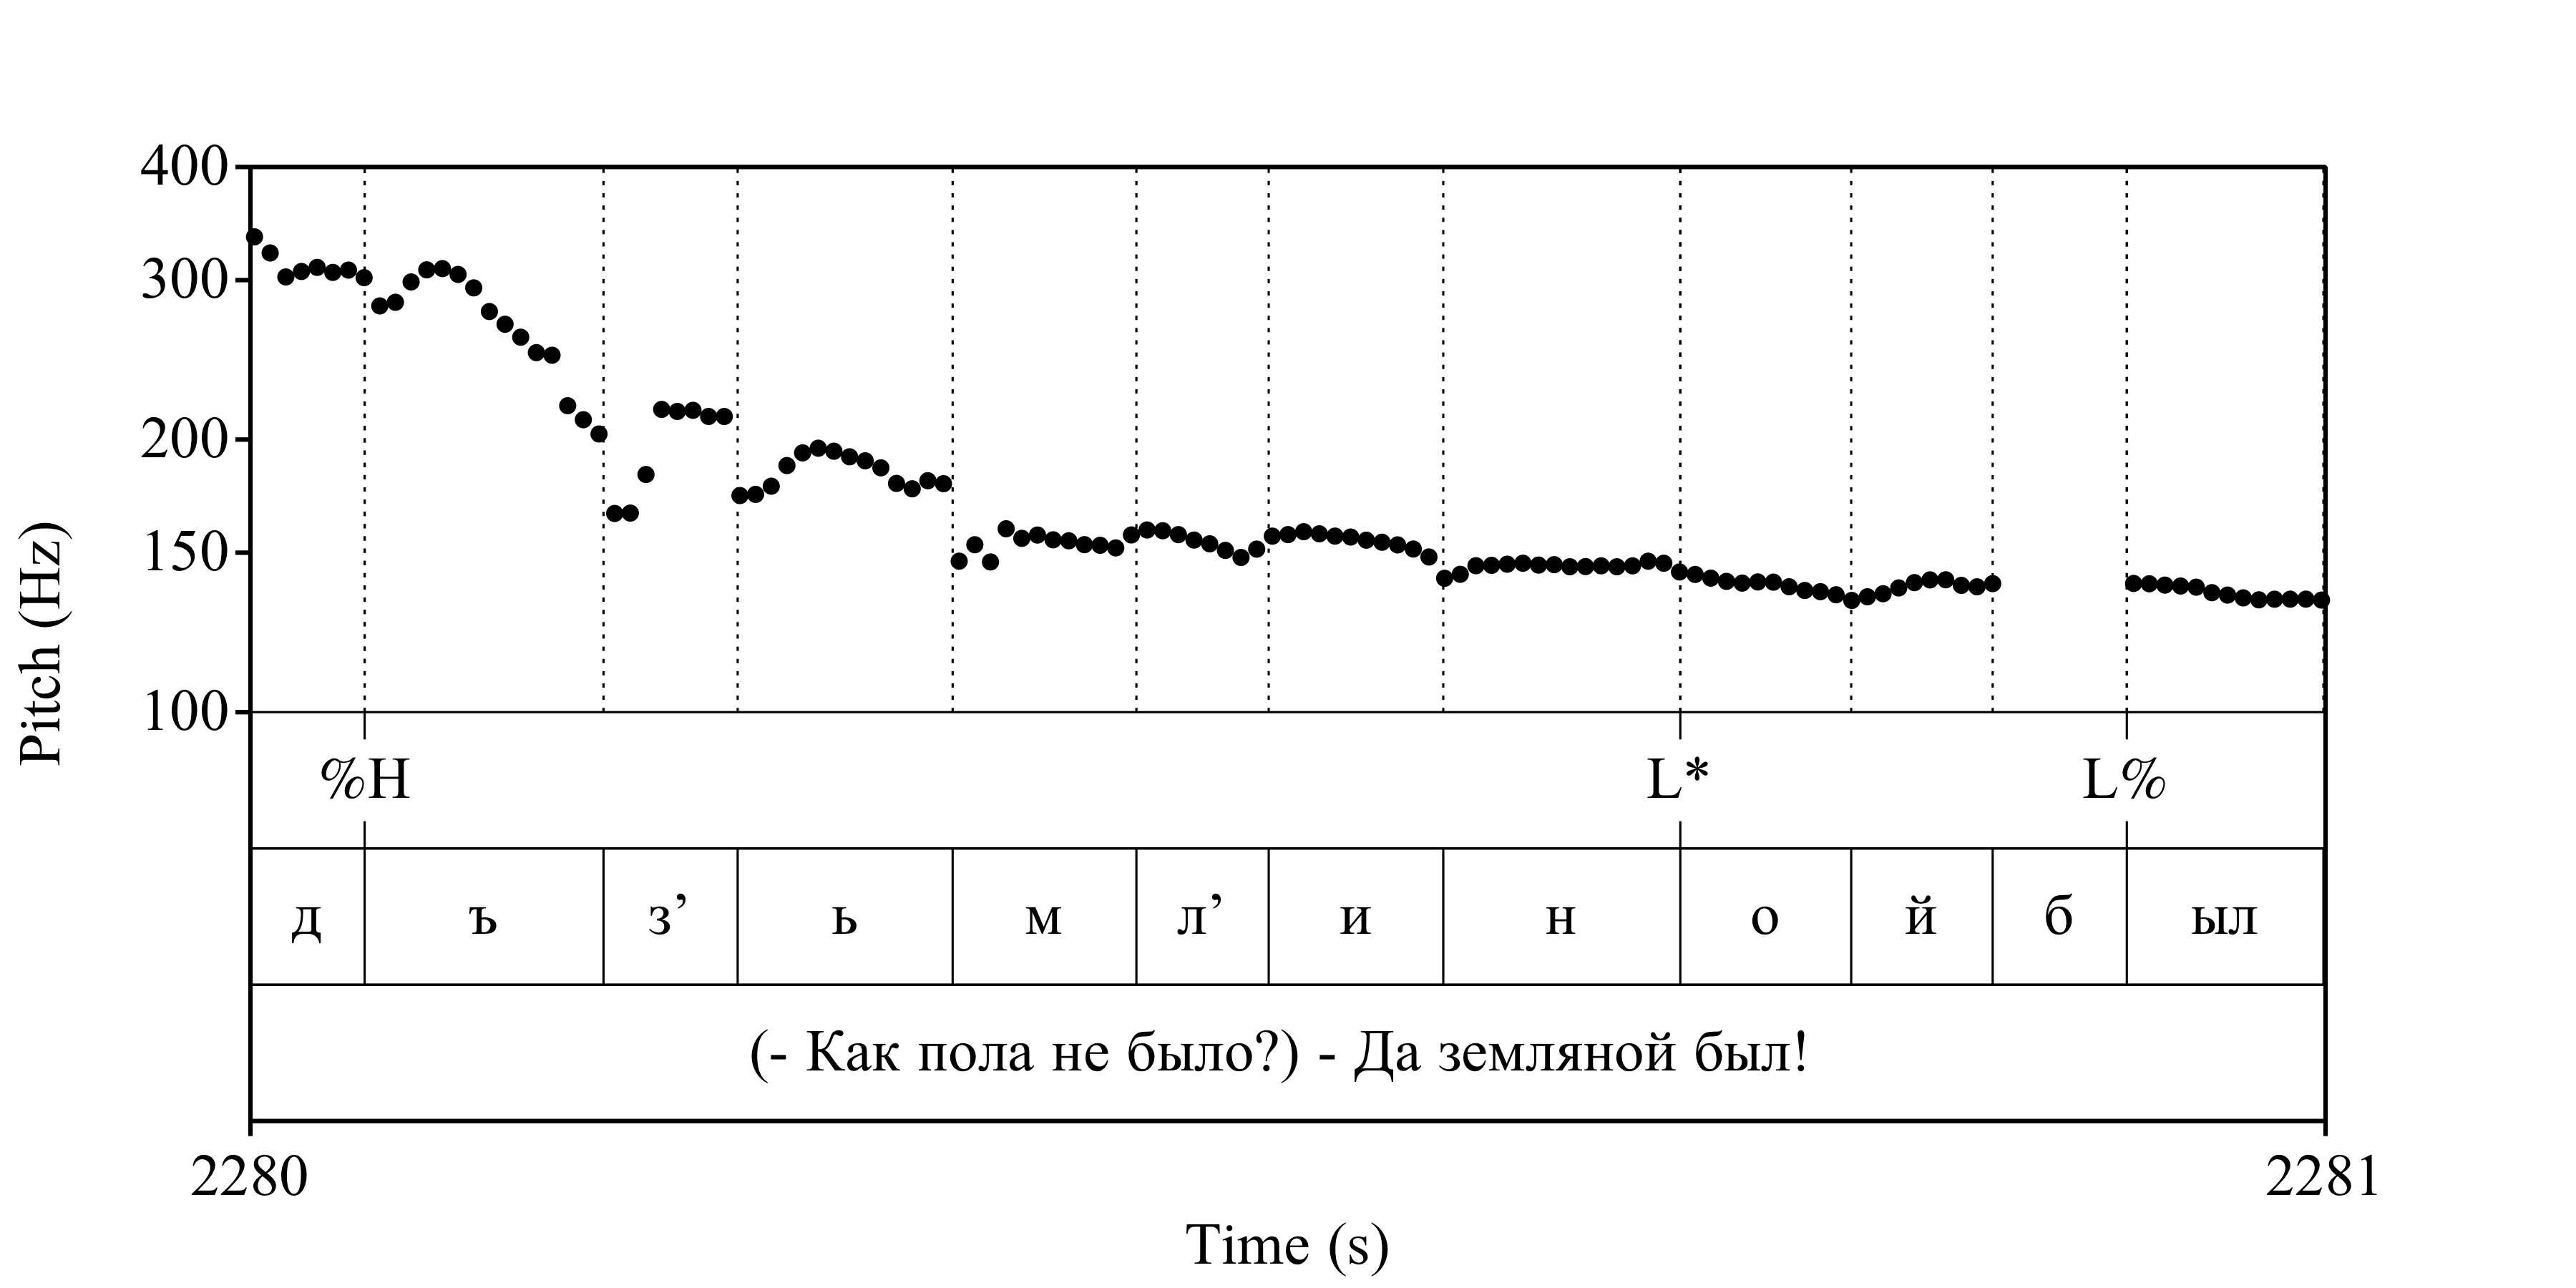 400
300
200
150
100
Pitch (Hz)
%H L* L%
д ъ з’ ь м л’ и н о й б ыл
(- Как пола не было?) - Да земляной был!
2280 2281
Time (s)